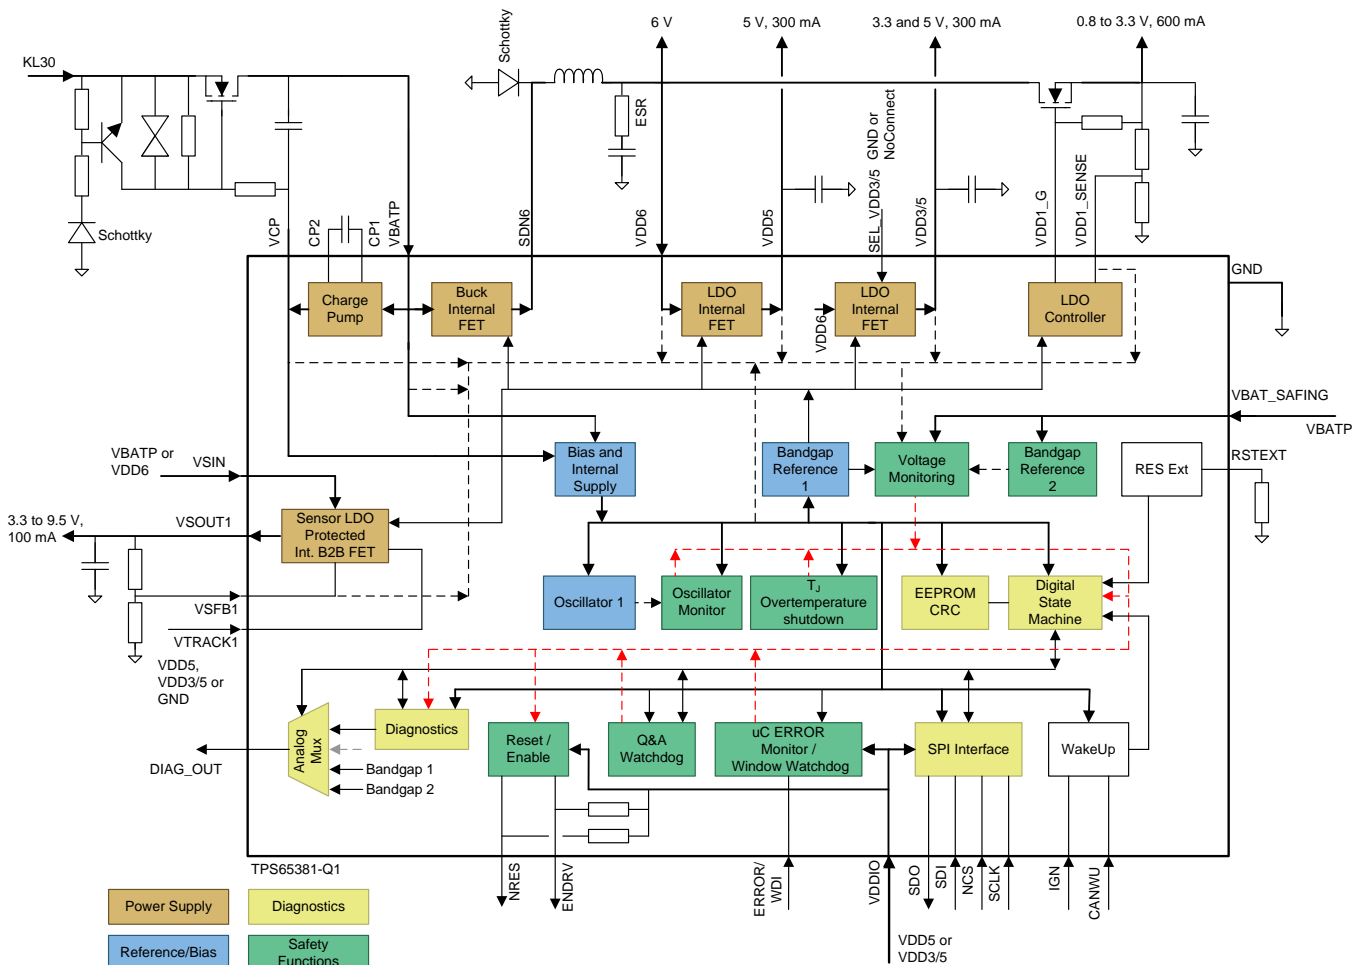 6 V
5 V, 300 mA
3.3 and 5 V, 300 mA
0.8 to 3.3 V, 600 mA
KL30
Schottky
ESR
GND or
NoConnect
SEL_VDD3/5
Schottky
VCP
CP2
CP1
VBATP
SDN6
VDD6
VDD5
VDD3/5
VDD1_G
VDD1_SENSE
GND
Charge
Pump
Buck
Internal
FET
LDO
Internal
FET
VDD6
LDO
Internal
FET
LDO
Controller
VBAT_SAFING
VBATP
VBATP or
VDD6
VSIN
Bias and
Internal
Supply
Bandgap
Reference
1
Voltage
Monitoring
Bandgap
Reference
2
RES Ext
RSTEXT
3.3 to 9.5 V,
100 mA
VSOUT1
Sensor LDO
Protected
Int. B2B FET
VSFB1
VTRACK1
VDD5,
VDD3/5 or
GND
Oscillator 1
Oscillator
Monitor
TJ
Overtemperature
shutdown
EEPROM
CRC
Digital
State
Machine
Analog
Mux
Diagnostics
Bandgap 1
Bandgap 2
DIAG_OUT
Reset /
Enable
Q&A
Watchdog
uC ERROR
Monitor /
Window Watchdog
SPI Interface
WakeUp
TPS65381-Q1
NRES
ENDRV
ERROR/
WDI
VDDIO
SDO
SDI
NCS
SCLK
IGN
CANWU
VDD5 or
VDD3/5
Power Supply
Diagnostics
Reference/Bias
Safety
Functions